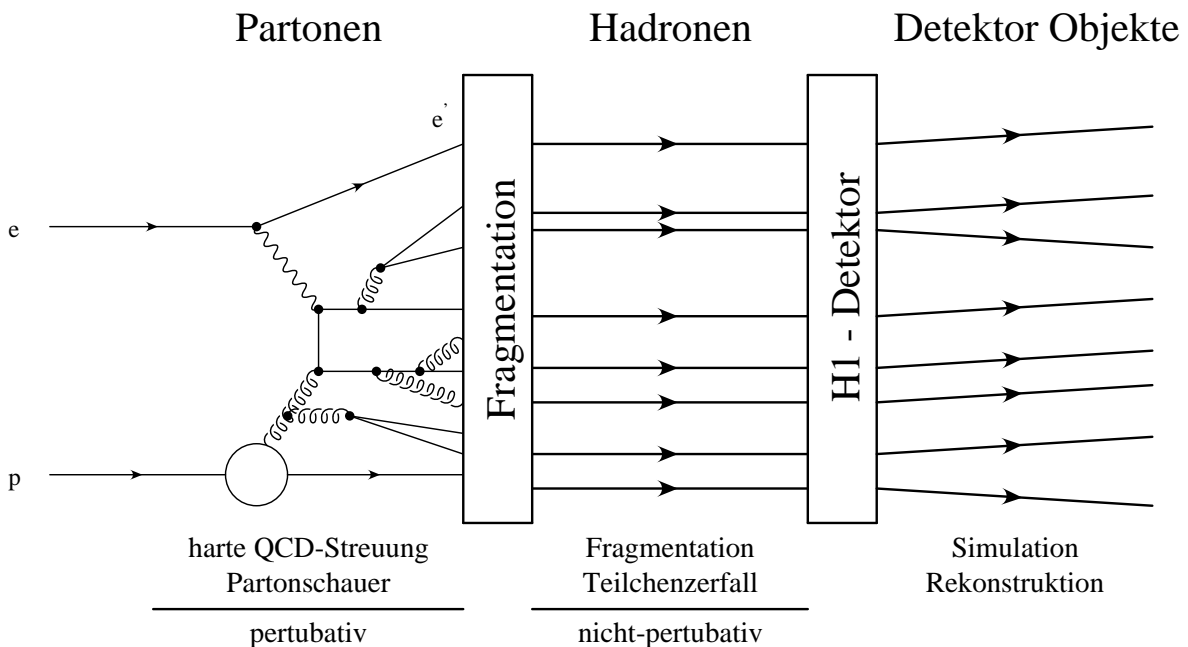 Partonen
Hadronen
Detektor Objekte
e'
e
p
Fragmentation
H1 - Detektor
harte QCD-Streuung
Partonschauer
pertubativ
Fragmentation
Teilchenzerfall
nicht-pertubativ
Simulation
Rekonstruktion